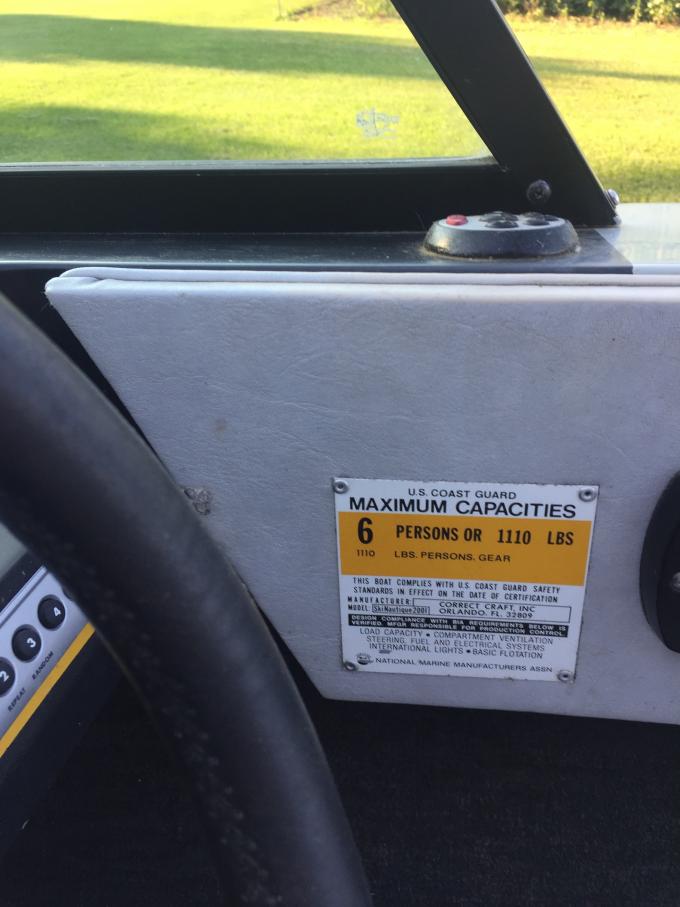 U.S. COAST GUARD
MAXIMUM CAPACITIES
6 PERSONS OR 1110 LBS
1110 LBS. PERSONS. GEAR
THIS BOAT COMPLIES WITH U.S. COAST GUARD SAFETY
STANDARDS IN EFFECT ON THE DATE OF CERTIFICATION
MANUFACTURER: CORRECT CRAFT, INC
MODEL: SkiNautique2001 ORLANDO, FL. 32809
DESIGN COMPLIANCE WITH BIA REQUIREMENTS BELOW IS
VERIFIED. MFGR RESPONSIBLE FOR PRODUCTION CONTROL.
LOAD CAPACITY • COMPARTMENT VENTILATION
STEERING, FUEL AND ELECTRICAL SYSTEMS
INTERNATIONAL LIGHTS • BASIC FLOTATION
NATIONAL MARINE MANUFACTURERS ASSN
2 3 4
REPEAT RANDOM